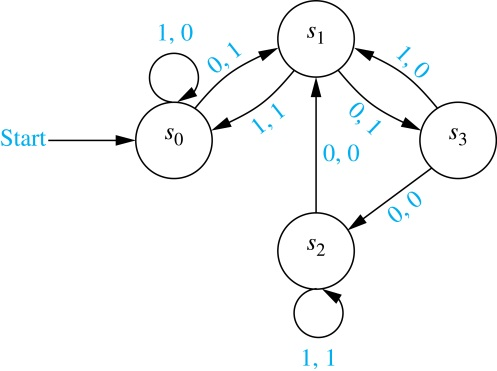 1, 0
0, 1
s1
1, 0
Start
s0
1, 1
0, 1
s3
0, 0
s2
0, 0
1, 1